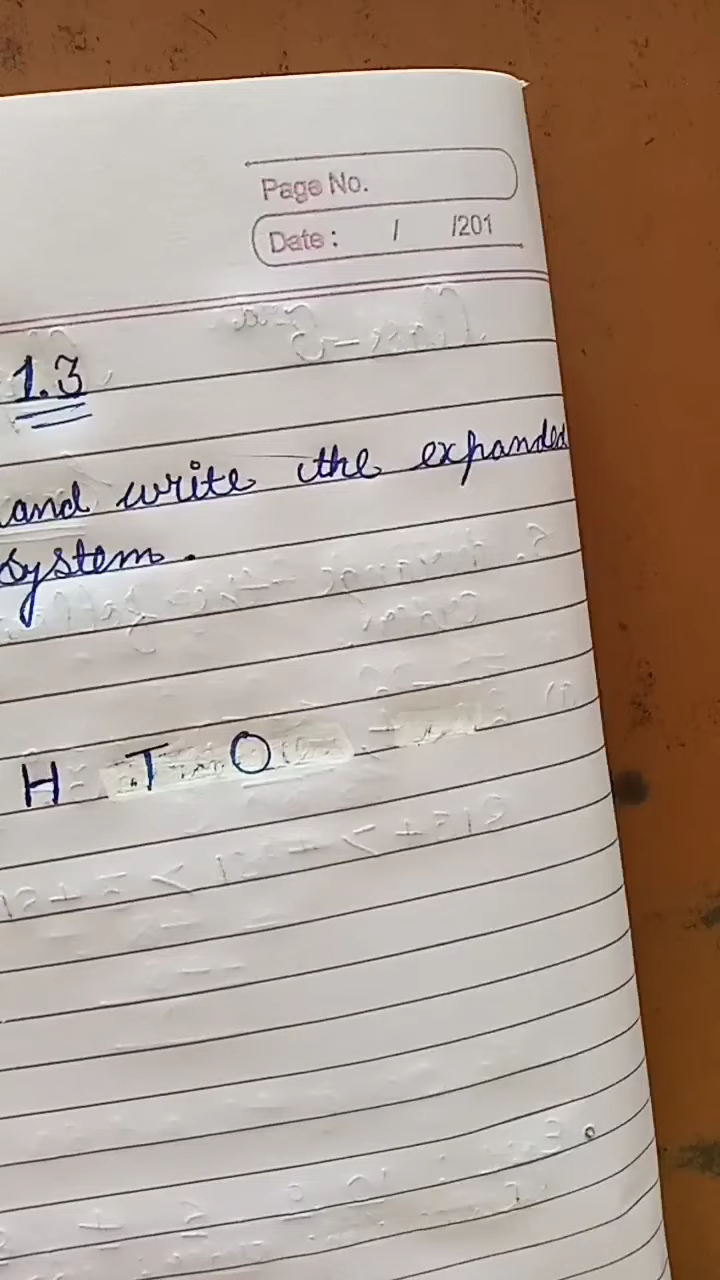 Page No.
Date : / /201
1.3
and write the expanded
system.
H T O